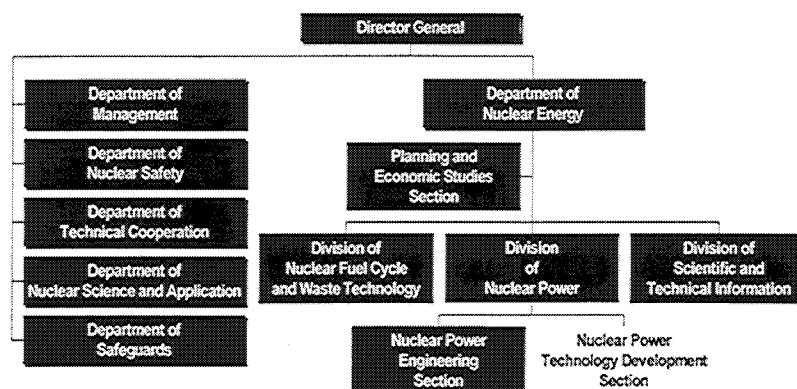 Director General
Department of
Management
Department of
Nuclear Safety
Department of
Technical Cooperation
Department of
Nuclear Science and Application
Department of
Safeguards
Department of
Nuclear Energy
Planning and
Economic Studies
Section
Division of
Nuclear Fuel Cycle
and Waste Technology
Division
of
Nuclear Power
Division of
Scientific and
Technical Information
Nuclear Power
Engineering
Section
Nuclear Power
Technology Development
Section